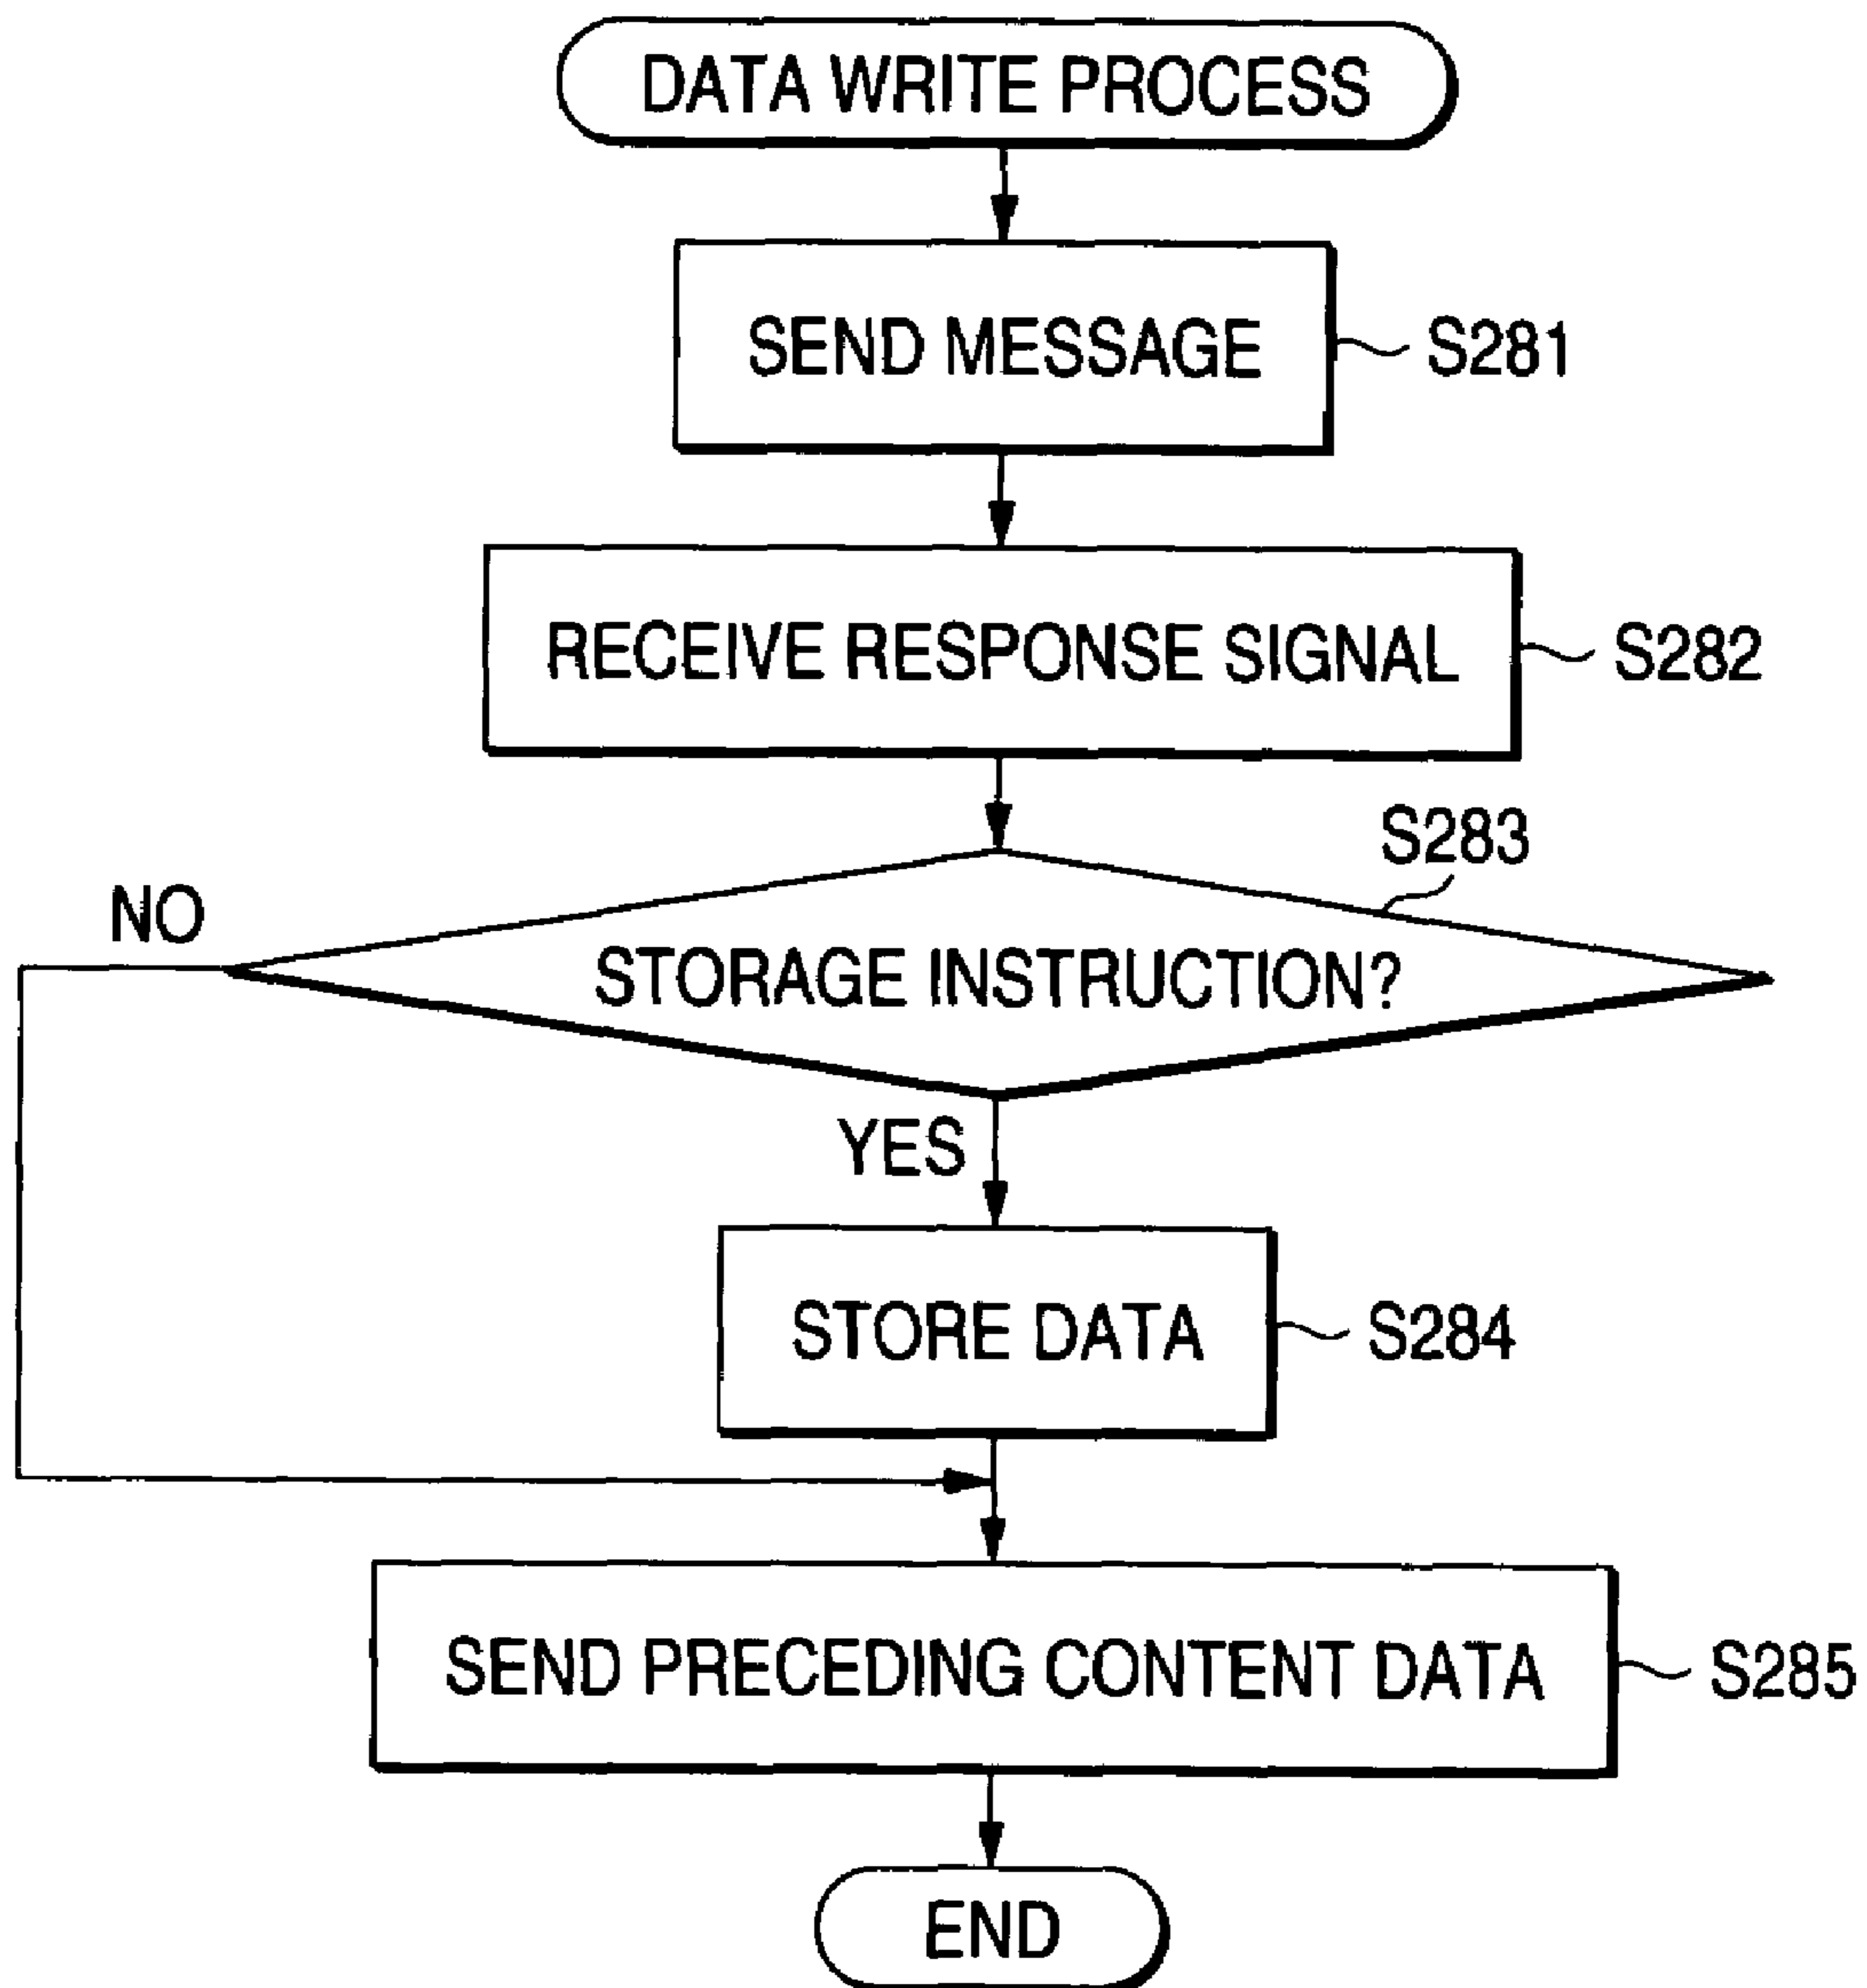 DATA WRITE PROCESS
SEND MESSAGE
S281
RECEIVE RESPONSE SIGNAL
S282
S283
NO
STORAGE INSTRUCTION?
YES
STORE DATA
S284
SEND PRECEDING CONTENT DATA
S285
END